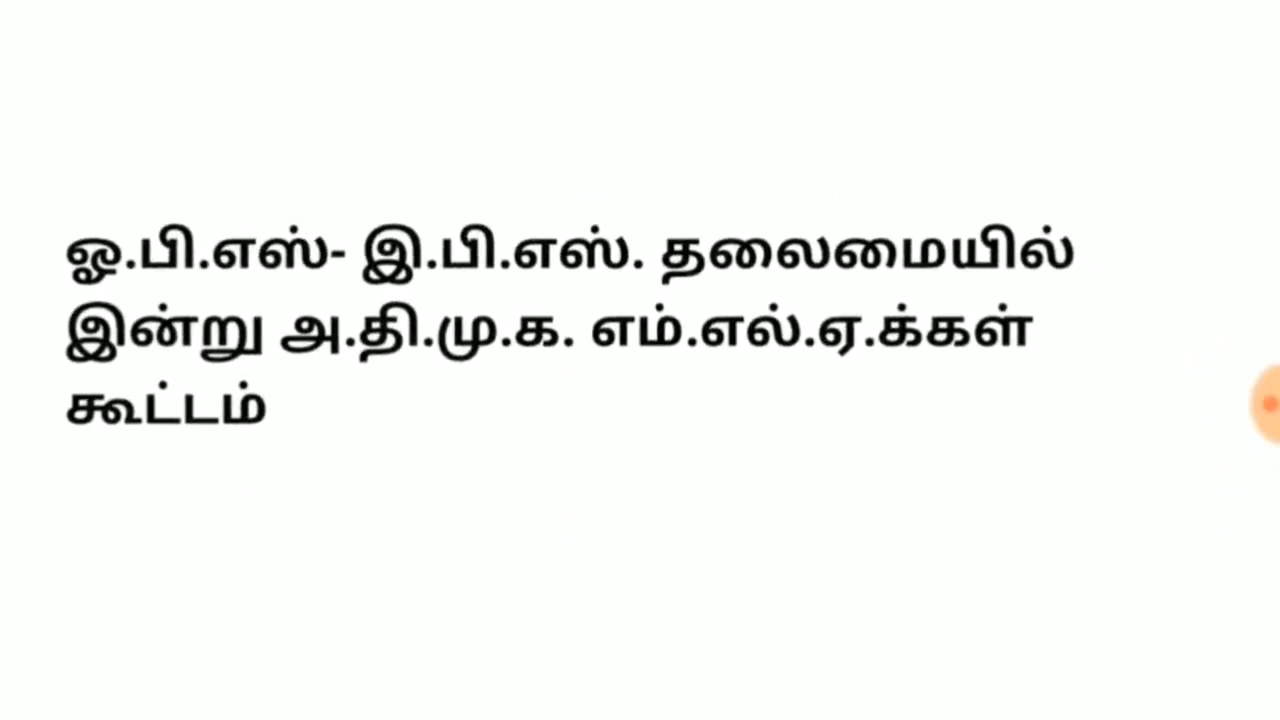 ஓ.பி.எஸ்- இ.பி.எஸ். தலைமையில்
இன்று அ.தி.மு.க. எம்.எல்.ஏ.க்கள்
கூட்டம்